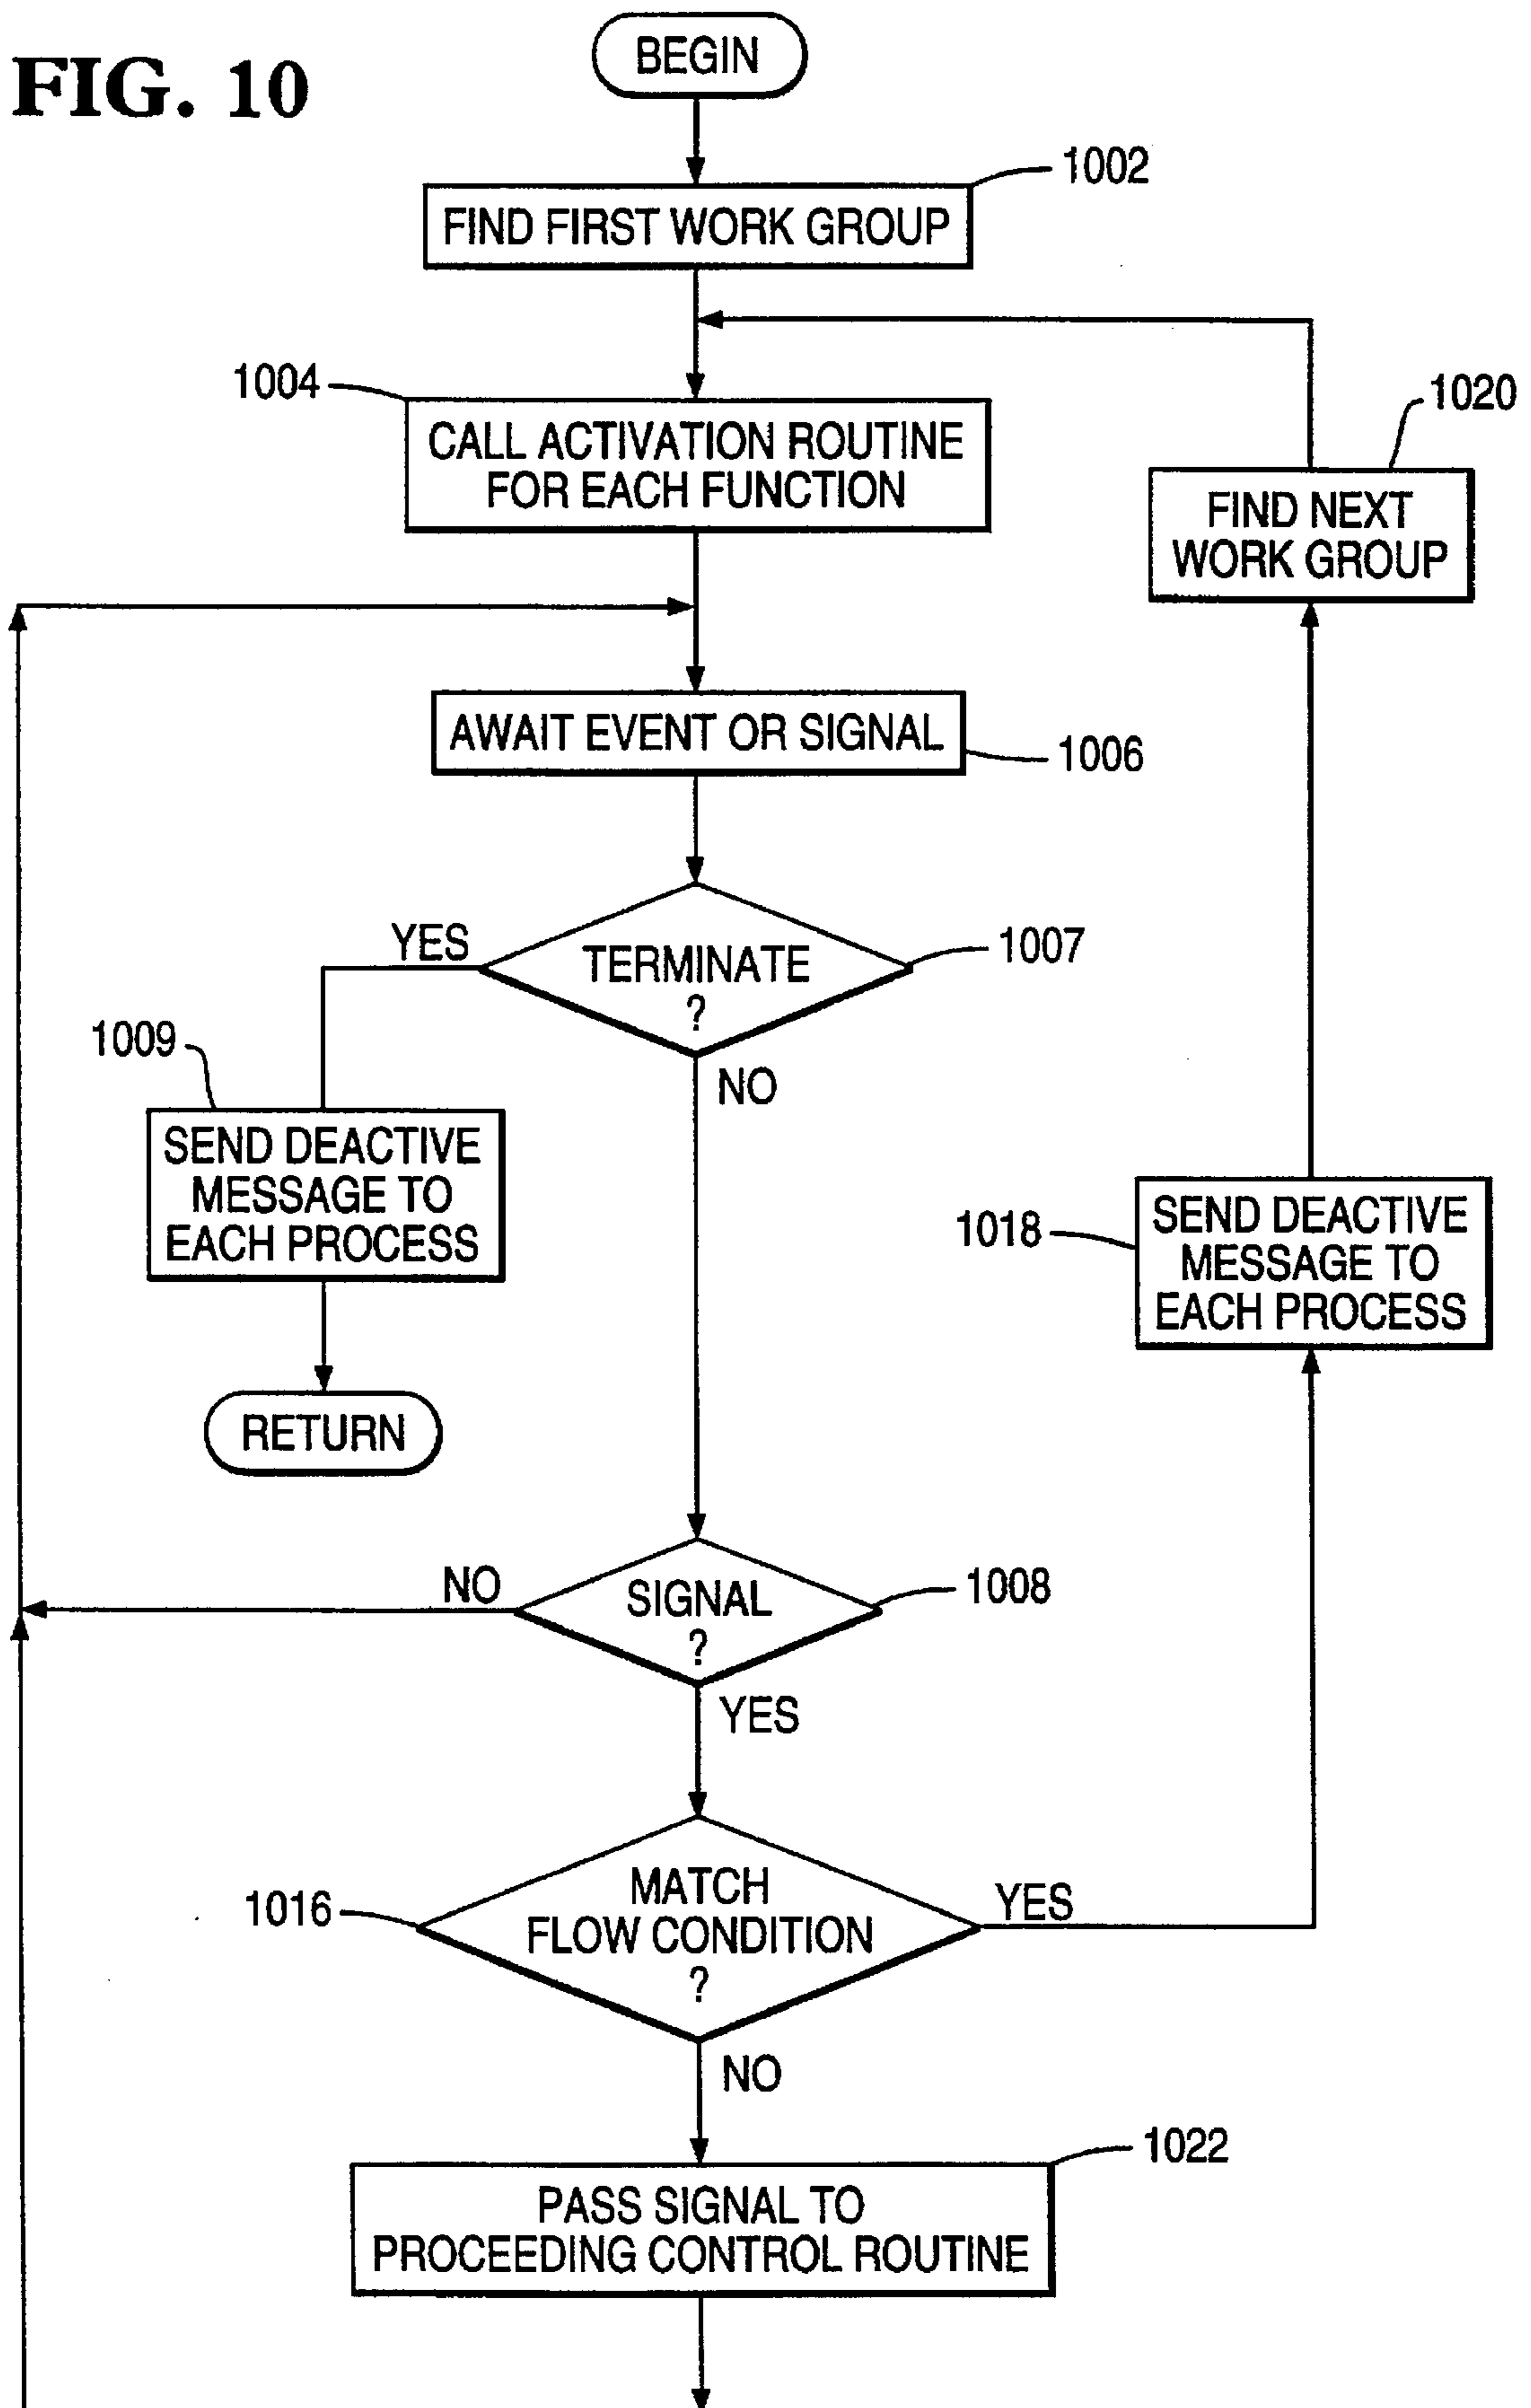 FIG. 10
BEGIN
1002
FIND FIRST WORK GROUP
1004
CALL ACTIVATION ROUTINE
FOR EACH FUNCTION
1020
FIND NEXT
WORK GROUP
AWAIT EVENT OR SIGNAL
1006
YES
TERMINATE
?
1007
NO
1009
SEND DEACTIVE
MESSAGE TO
EACH PROCESS
1018
SEND DEACTIVE
MESSAGE TO
EACH PROCESS
RETURN
NO
SIGNAL
?
1008
YES
1016
MATCH
FLOW CONDITION
?
YES
NO
1022
PASS SIGNAL TO
PROCEEDING CONTROL ROUTINE